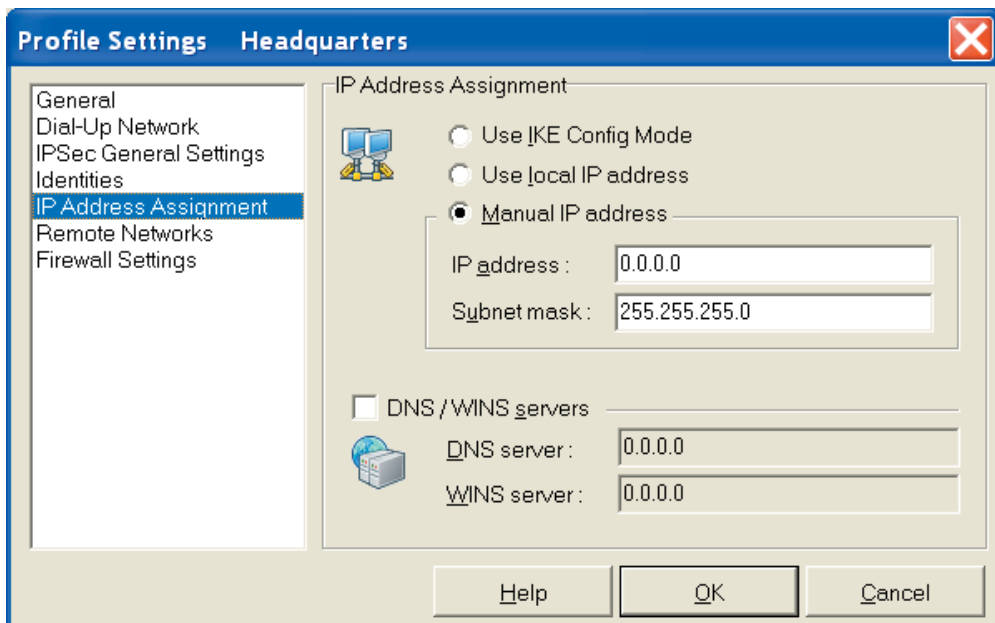 Profile Settings Headquarters
General
Dial-Up Network
IPSec General Settings
Identities
IP Address Assignment
Remote Networks
Firewall Settings
IP Address Assignment
Use IKE Config Mode
Use local IP address
Manual IP address
IP address : 0.0.0.0
Subnet mask : 255.255.255.0
DNS / WINS servers
DNS server : 0.0.0.0
WINS server : 0.0.0.0
Help OK Cancel